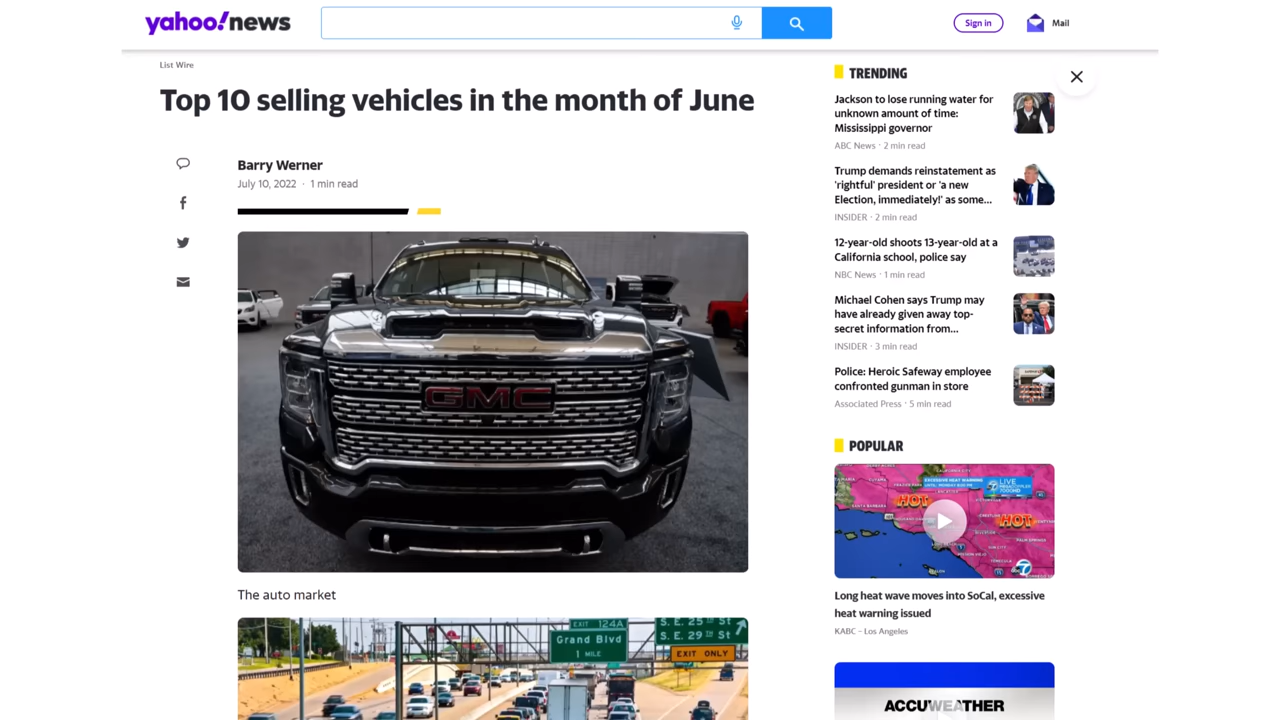 yahoo!news
Sign in
Mail
List Wire
Top 10 selling vehicles in the month of June
Barry Werner
July 10, 2022 · 1 min read
GMC
The auto market
EXIT 124A
Grand Blvd
1 MILE
S. E. 25TH St
S. E. 29TH St
EXIT ONLY
TRENDING
Jackson to lose running water for
unknown amount of time:
Mississippi governor
ABC News · 2 min read
Trump demands reinstatement as
'rightful' president or 'a new
Election, immediately!' as some...
INSIDER · 2 min read
12-year-old shoots 13-year-old at a
California school, police say
NBC News · 1 min read
Michael Cohen says Trump may
have already given away top-
secret information from...
INSIDER · 3 min read
Police: Heroic Safeway employee
confronted gunman in store
Associated Press · 5 min read
POPULAR
EXCESSIVE HEAT WARNING
LIVE
HOT
HOT
7
Long heat wave moves into SoCal, excessive
heat warning issued
KABC – Los Angeles
ACCUWEATHER